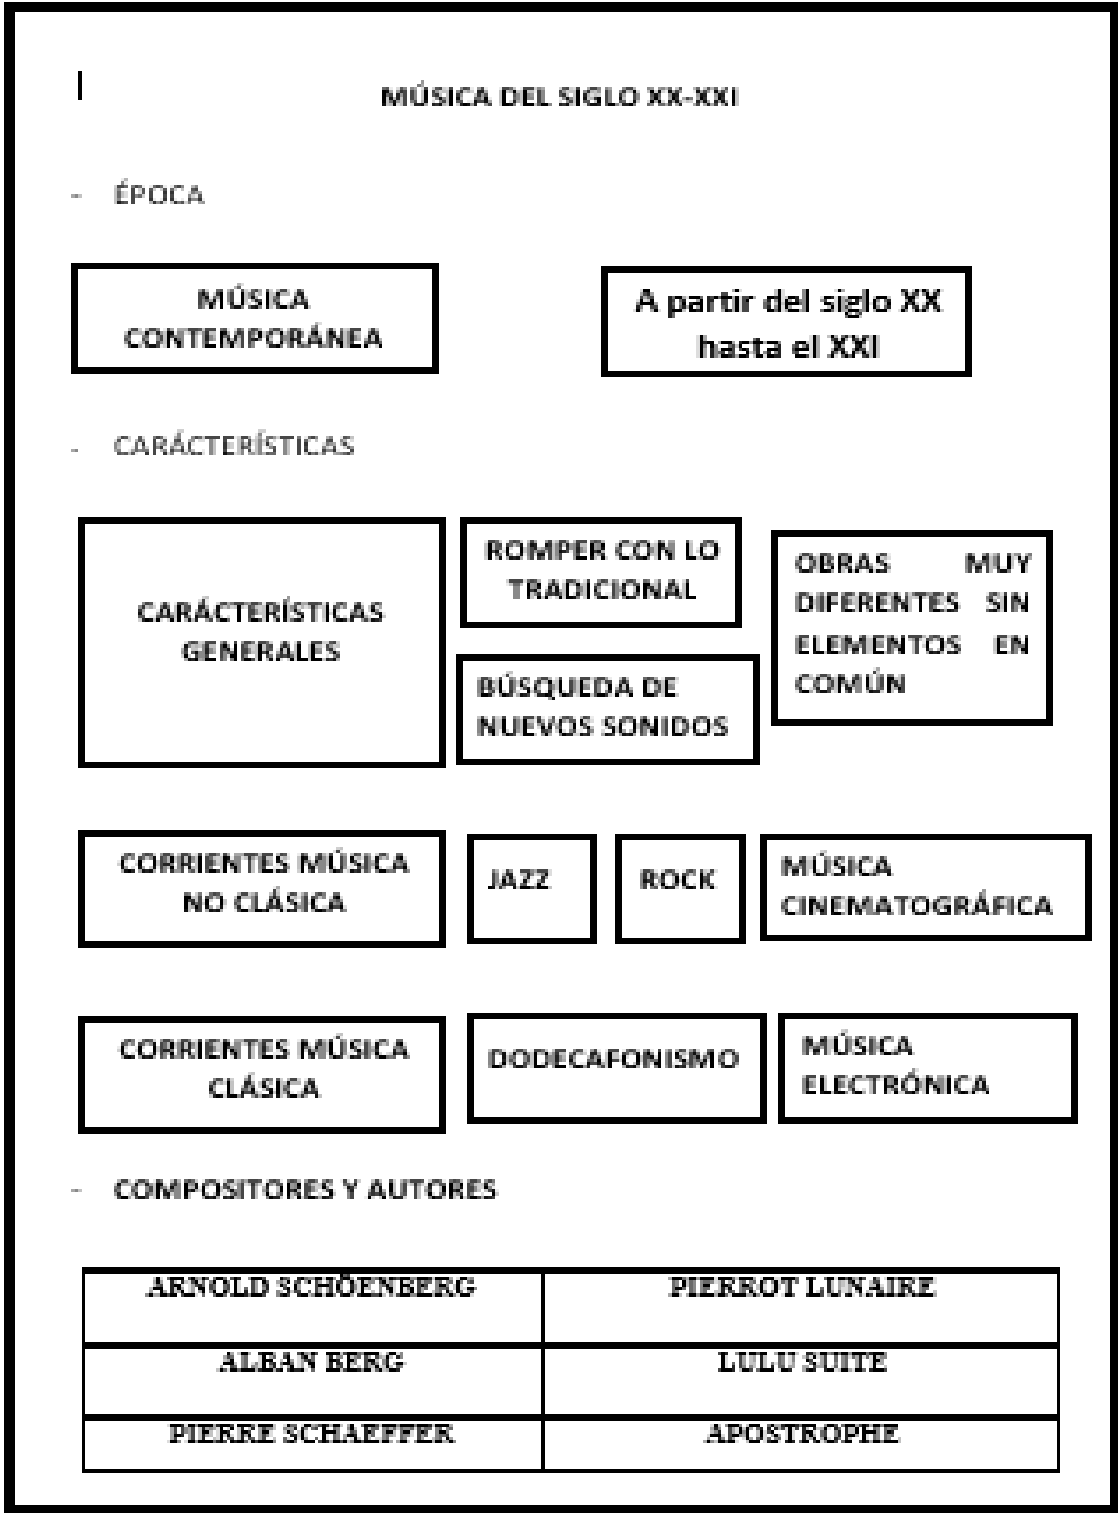 MÚSICA DEL SIGLO XX-XXI
- ÉPOCA
MÚSICA
CONTEMPORÁNEA
A partir del siglo XX
hasta el XXI
- CARÁCTERÍSTICAS
CARÁCTERÍSTICAS
GENERALES
ROMPER CON LO
TRADICIONAL
BÚSQUEDA DE
NUEVOS SONIDOS
OBRAS MUY
DIFERENTES SIN
ELEMENTOS EN
COMÚN
CORRIENTES MÚSICA
NO CLÁSICA
JAZZ
ROCK
MÚSICA
CINEMATOGRÁFICA
CORRIENTES MÚSICA
CLÁSICA
DODECAFONISMO
MÚSICA
ELECTRÓNICA
- COMPOSITORES Y AUTORES
ARNOLD SCHÖENBERG
PIERROT LUNAIRE
ALBAN BERG
LULU SUITE
PIERRE SCHAEFFER
APOSTROPHE